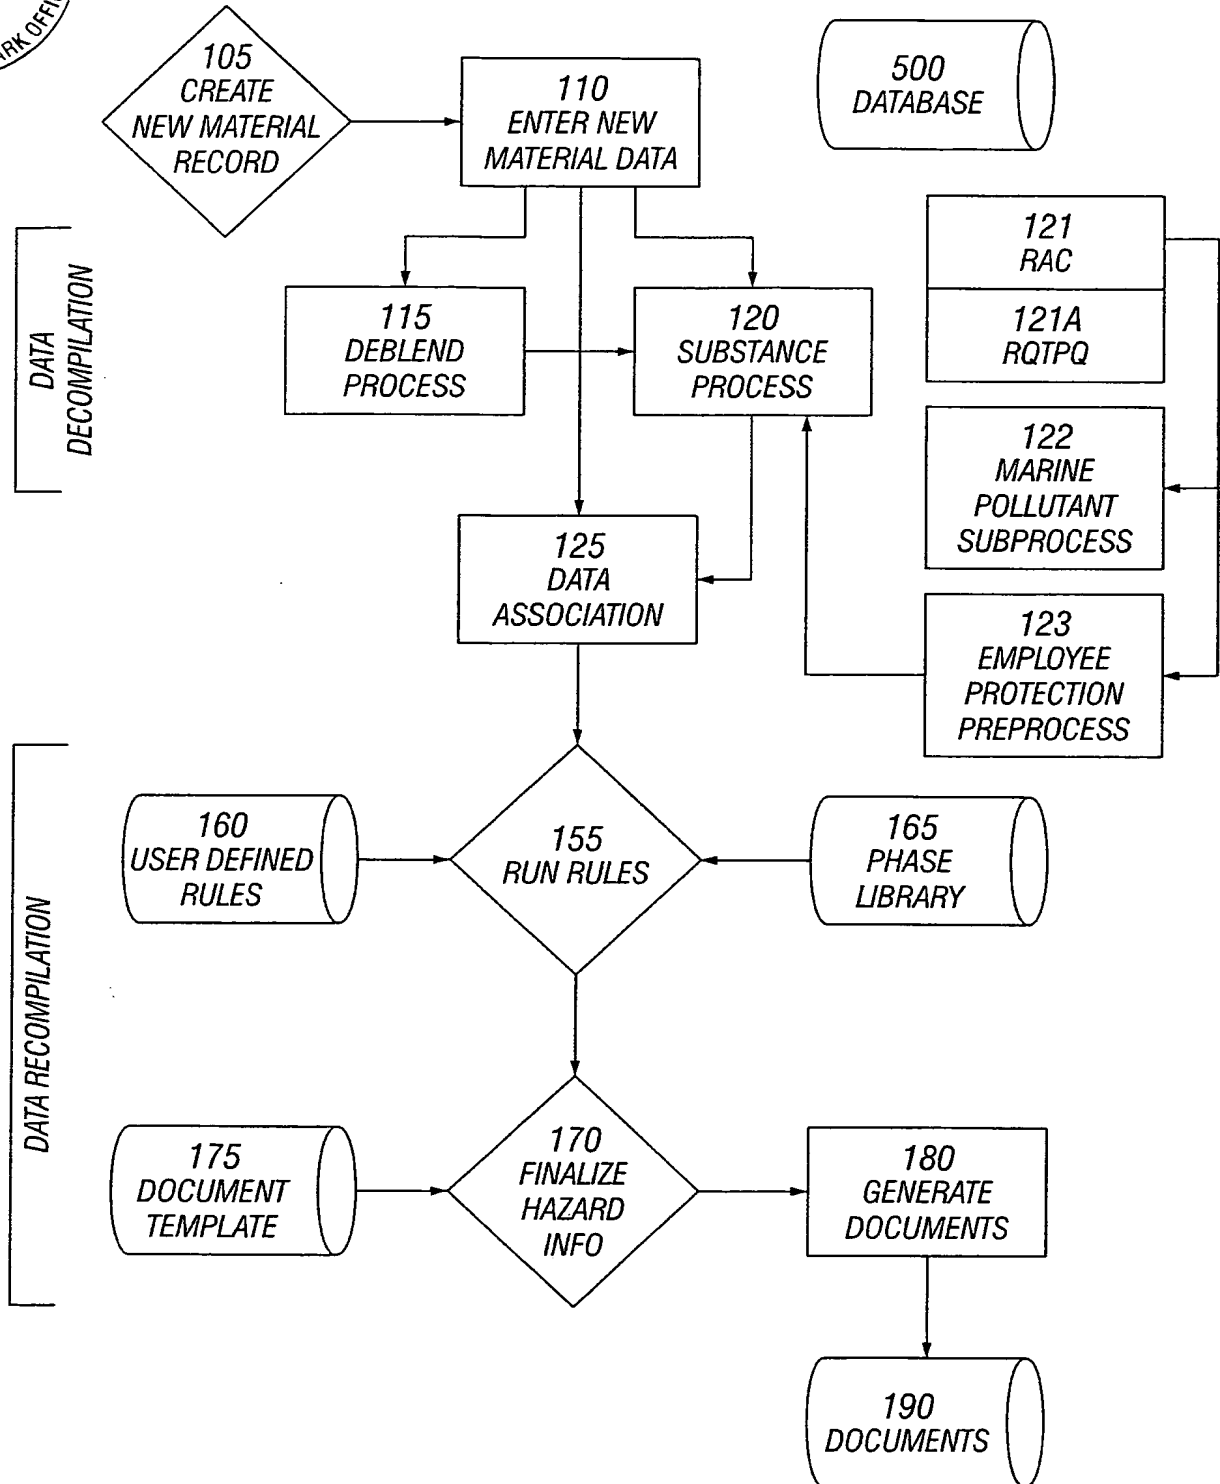 ARK OFFI
105
CREATE
NEW MATERIAL
RECORD
110
ENTER NEW
MATERIAL DATA
500
DATABASE
DATA
DECOMPILATION
115
DEBLEND
PROCESS
120
SUBSTANCE
PROCESS
121
RAC
121A
RQTPQ
122
MARINE
POLLUTANT
SUBPROCESS
125
DATA
ASSOCIATION
123
EMPLOYEE
PROTECTION
PREPROCESS
DATA RECOMPILATION
160
USER DEFINED
RULES
155
RUN RULES
165
PHASE
LIBRARY
175
DOCUMENT
TEMPLATE
170
FINALIZE
HAZARD
INFO
180
GENERATE
DOCUMENTS
190
DOCUMENTS